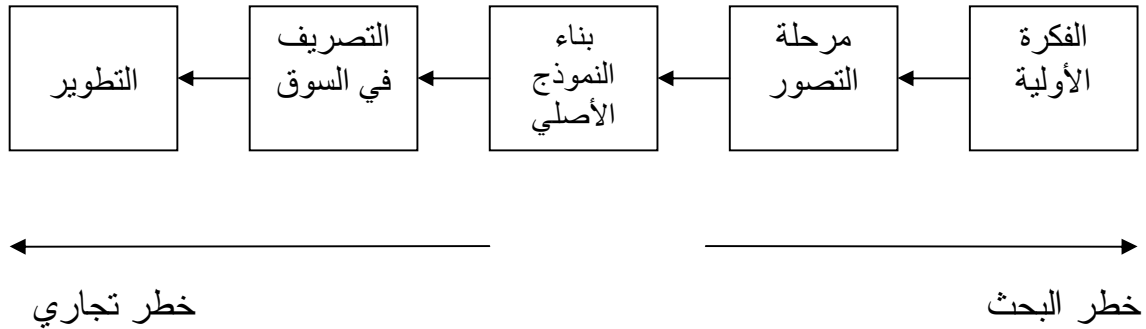 الفكرة
الأولية
مرحلة
التصور
بناء
النموذج
الأصلي
التصريف
في السوق
التطوير
خطر البحث
خطر تجاري